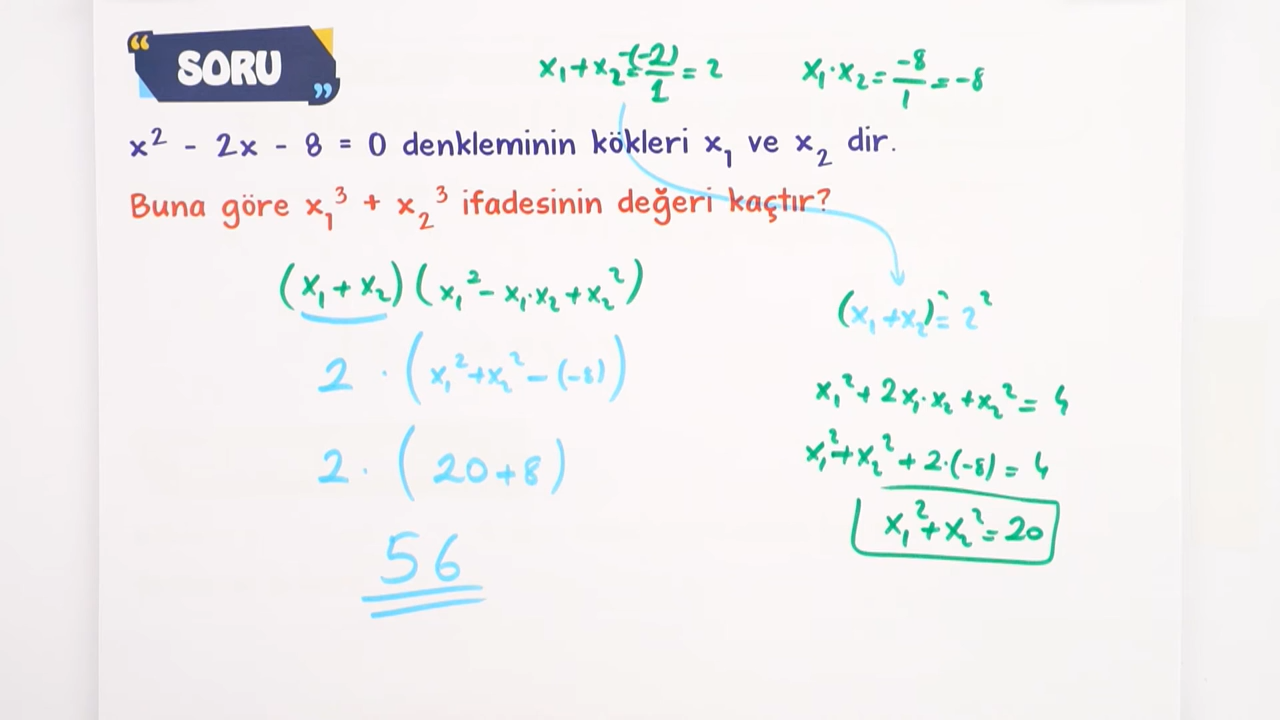 “ SORU ”
x₁ + x₂ = -(-2)/1 = 2
x₁ · x₂ = -8/1 = -8
x² - 2x - 8 = 0 denkleminin kökleri x₁ ve x₂ dir.
Buna göre x₁³ + x₂³ ifadesinin değeri kaçtır?
(x₁ + x₂)(x₁² - x₁·x₂ + x₂²)
2 · (x₁² + x₂² - (-8))
2 · (20 + 8)
56
(x₁ + x₂)² = 2²
x₁² + 2x₁·x₂ + x₂² = 4
x₁² + x₂² + 2·(-8) = 4
x₁² + x₂² = 20